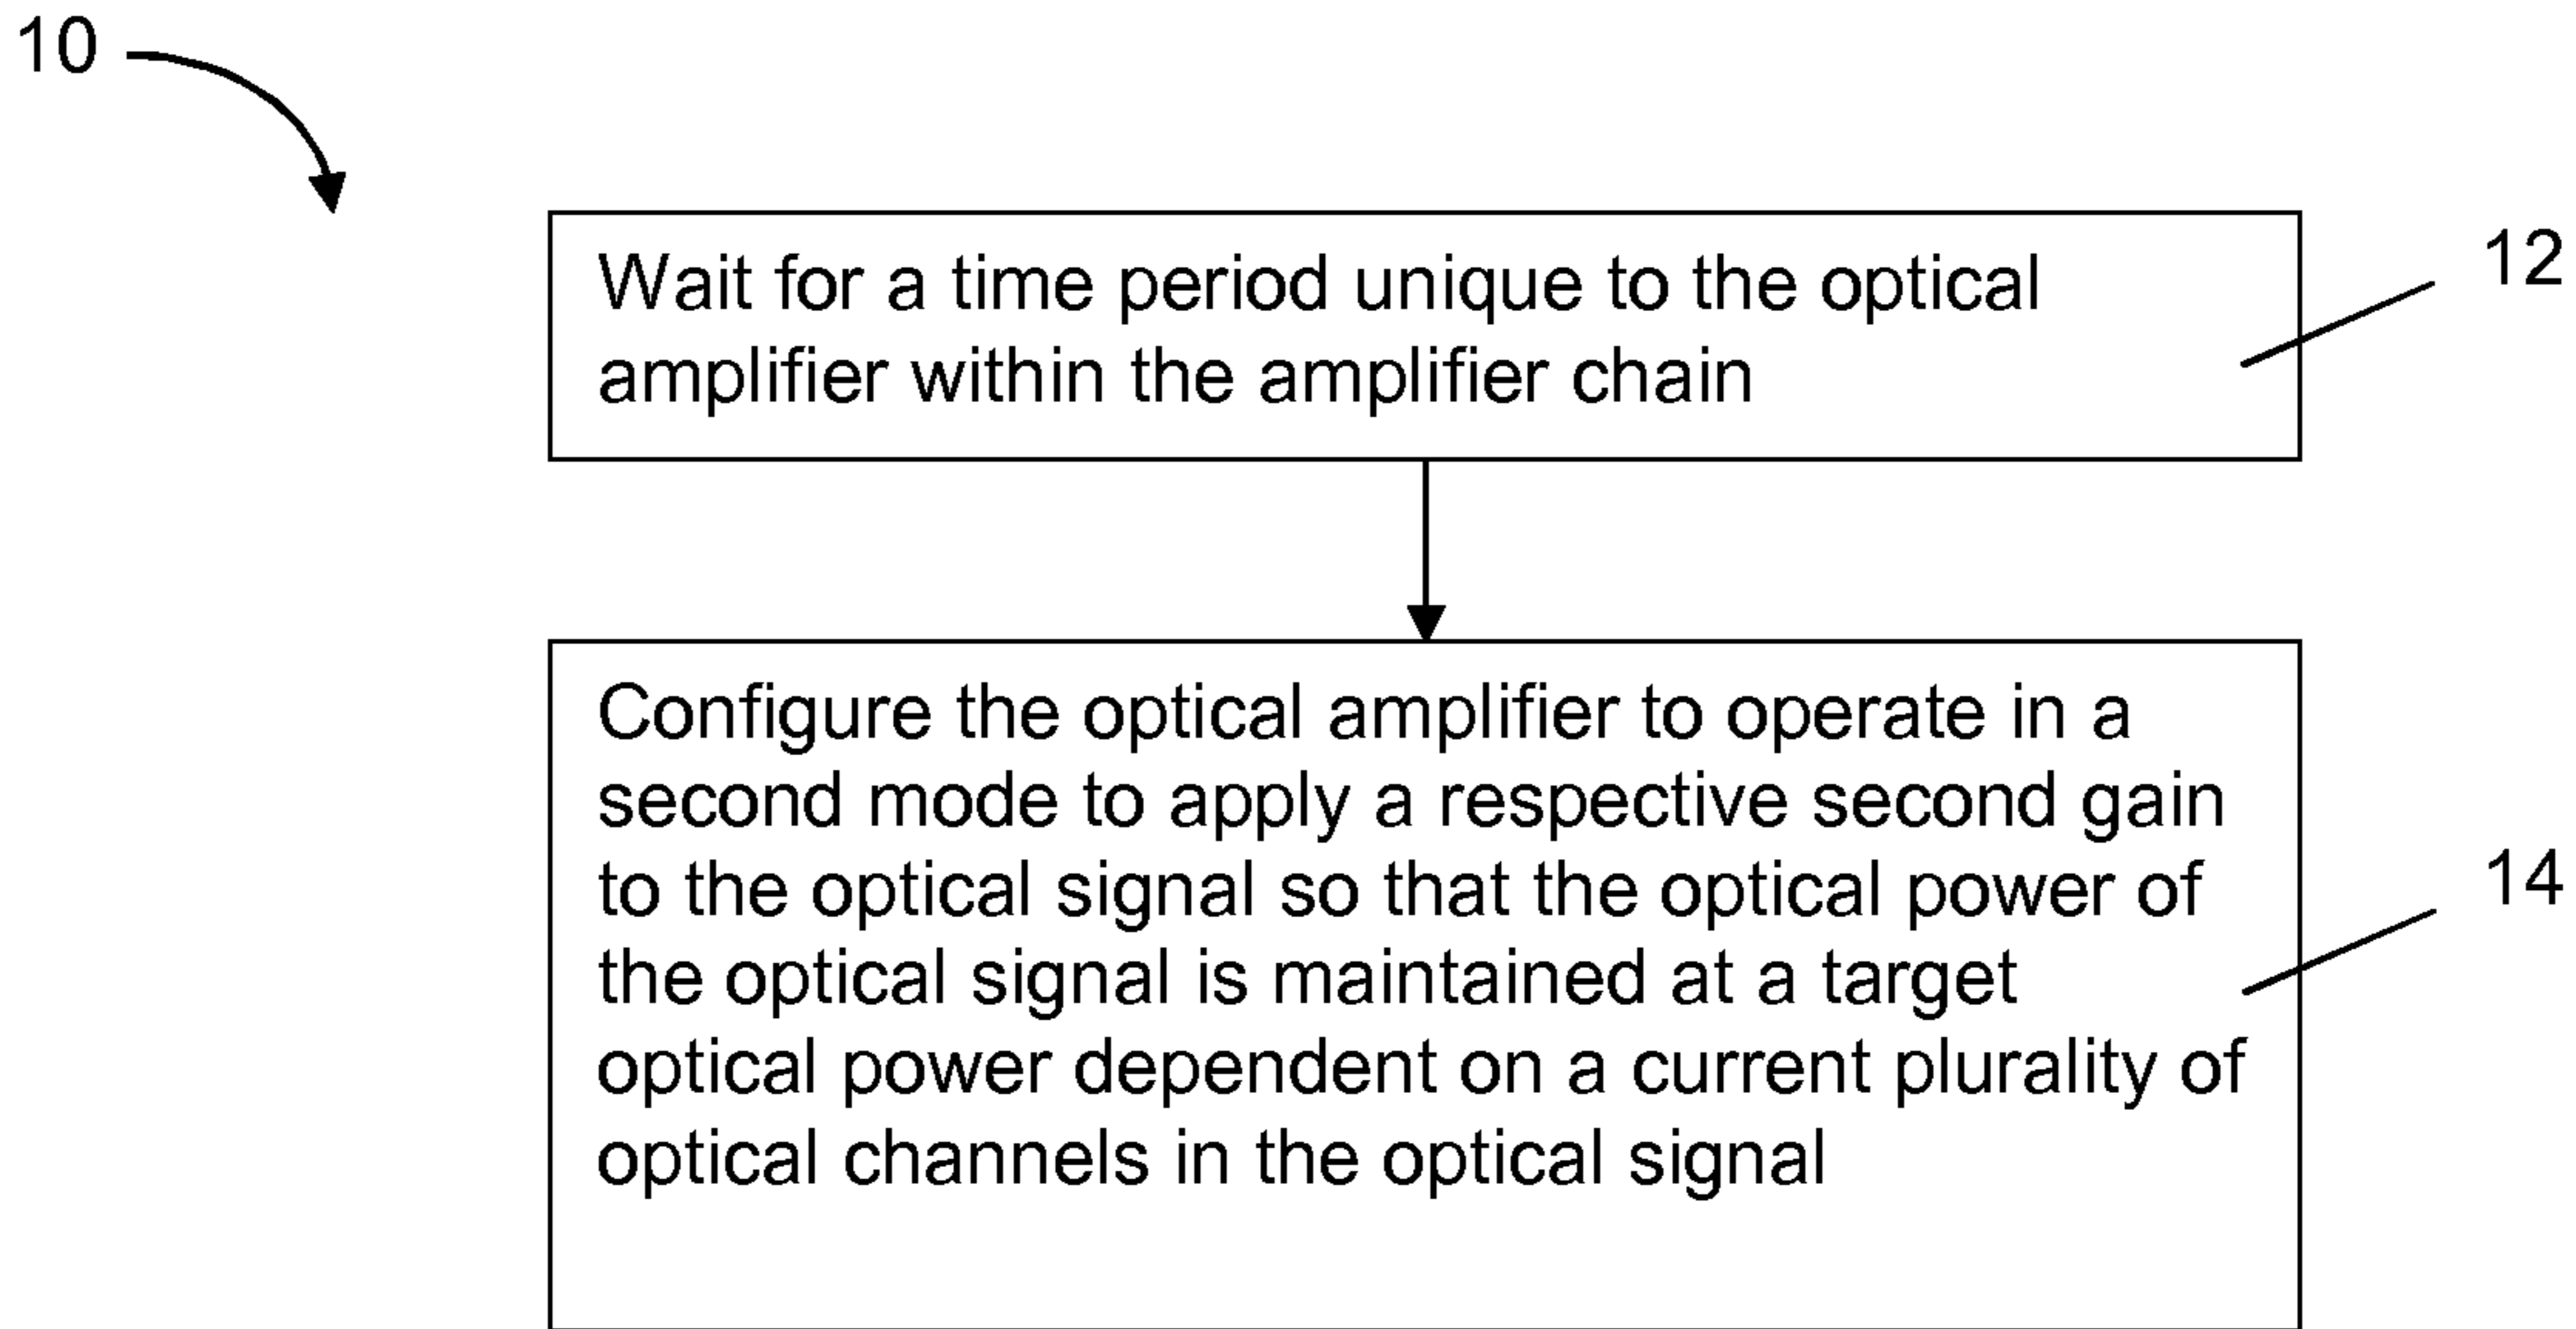 10
Wait for a time period unique to the optical
amplifier within the amplifier chain
12
Configure the optical amplifier to operate in a
second mode to apply a respective second gain
to the optical signal so that the optical power of
the optical signal is maintained at a target
optical power dependent on a current plurality of
optical channels in the optical signal
14